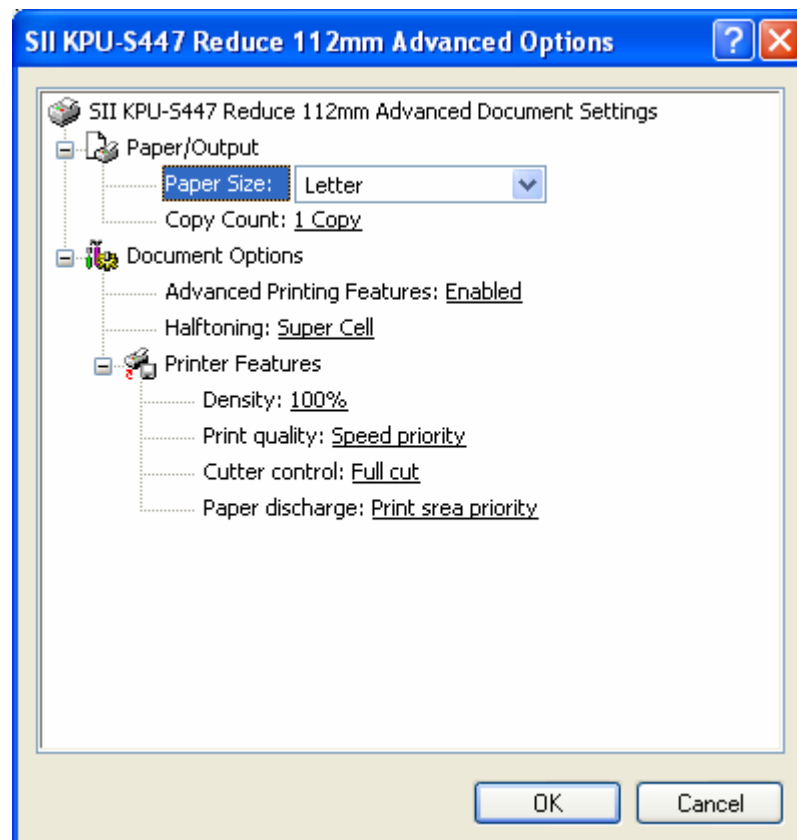 SII KPU-S447 Reduce 112mm Advanced Options
SII KPU-S447 Reduce 112mm Advanced Document Settings
Paper/Output
Paper Size: Letter
Copy Count: 1 Copy
Document Options
Advanced Printing Features: Enabled
Halftoning: Super Cell
Printer Features
Density: 100%
Print quality: Speed priority
Cutter control: Full cut
Paper discharge: Print srea priority
OK Cancel